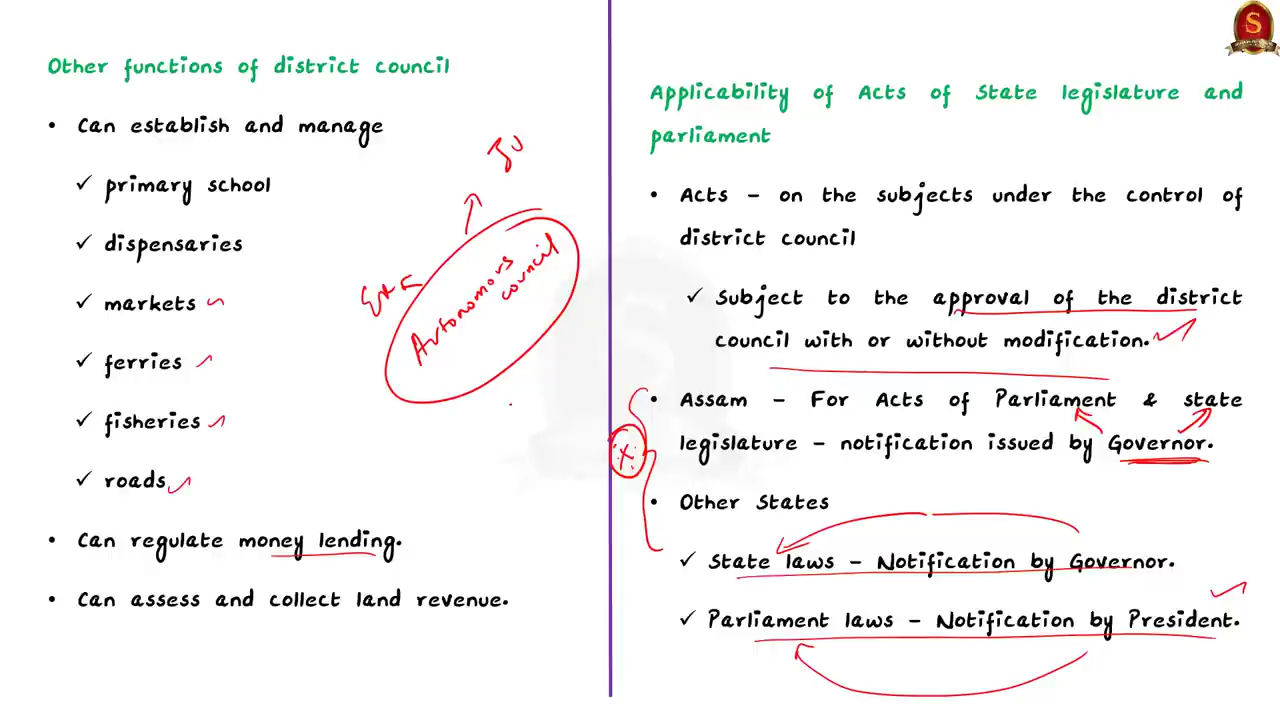 Other functions of district council
• Can establish and manage
✓ primary school
✓ dispensaries
✓ markets
✓ ferries
✓ fisheries
✓ roads
• Can regulate money lending.
• Can assess and collect land revenue.
Autonomous
council
S
Applicability of Acts of State legislature and
parliament
• Acts – on the subjects under the control of
district council
✓ Subject to the approval of the district
council with or without modification.
• Assam – For Acts of Parliament & state
legislature – notification issued by Governor.
• Other States
✓ State laws – Notification by Governor.
✓ Parliament laws – Notification by President.